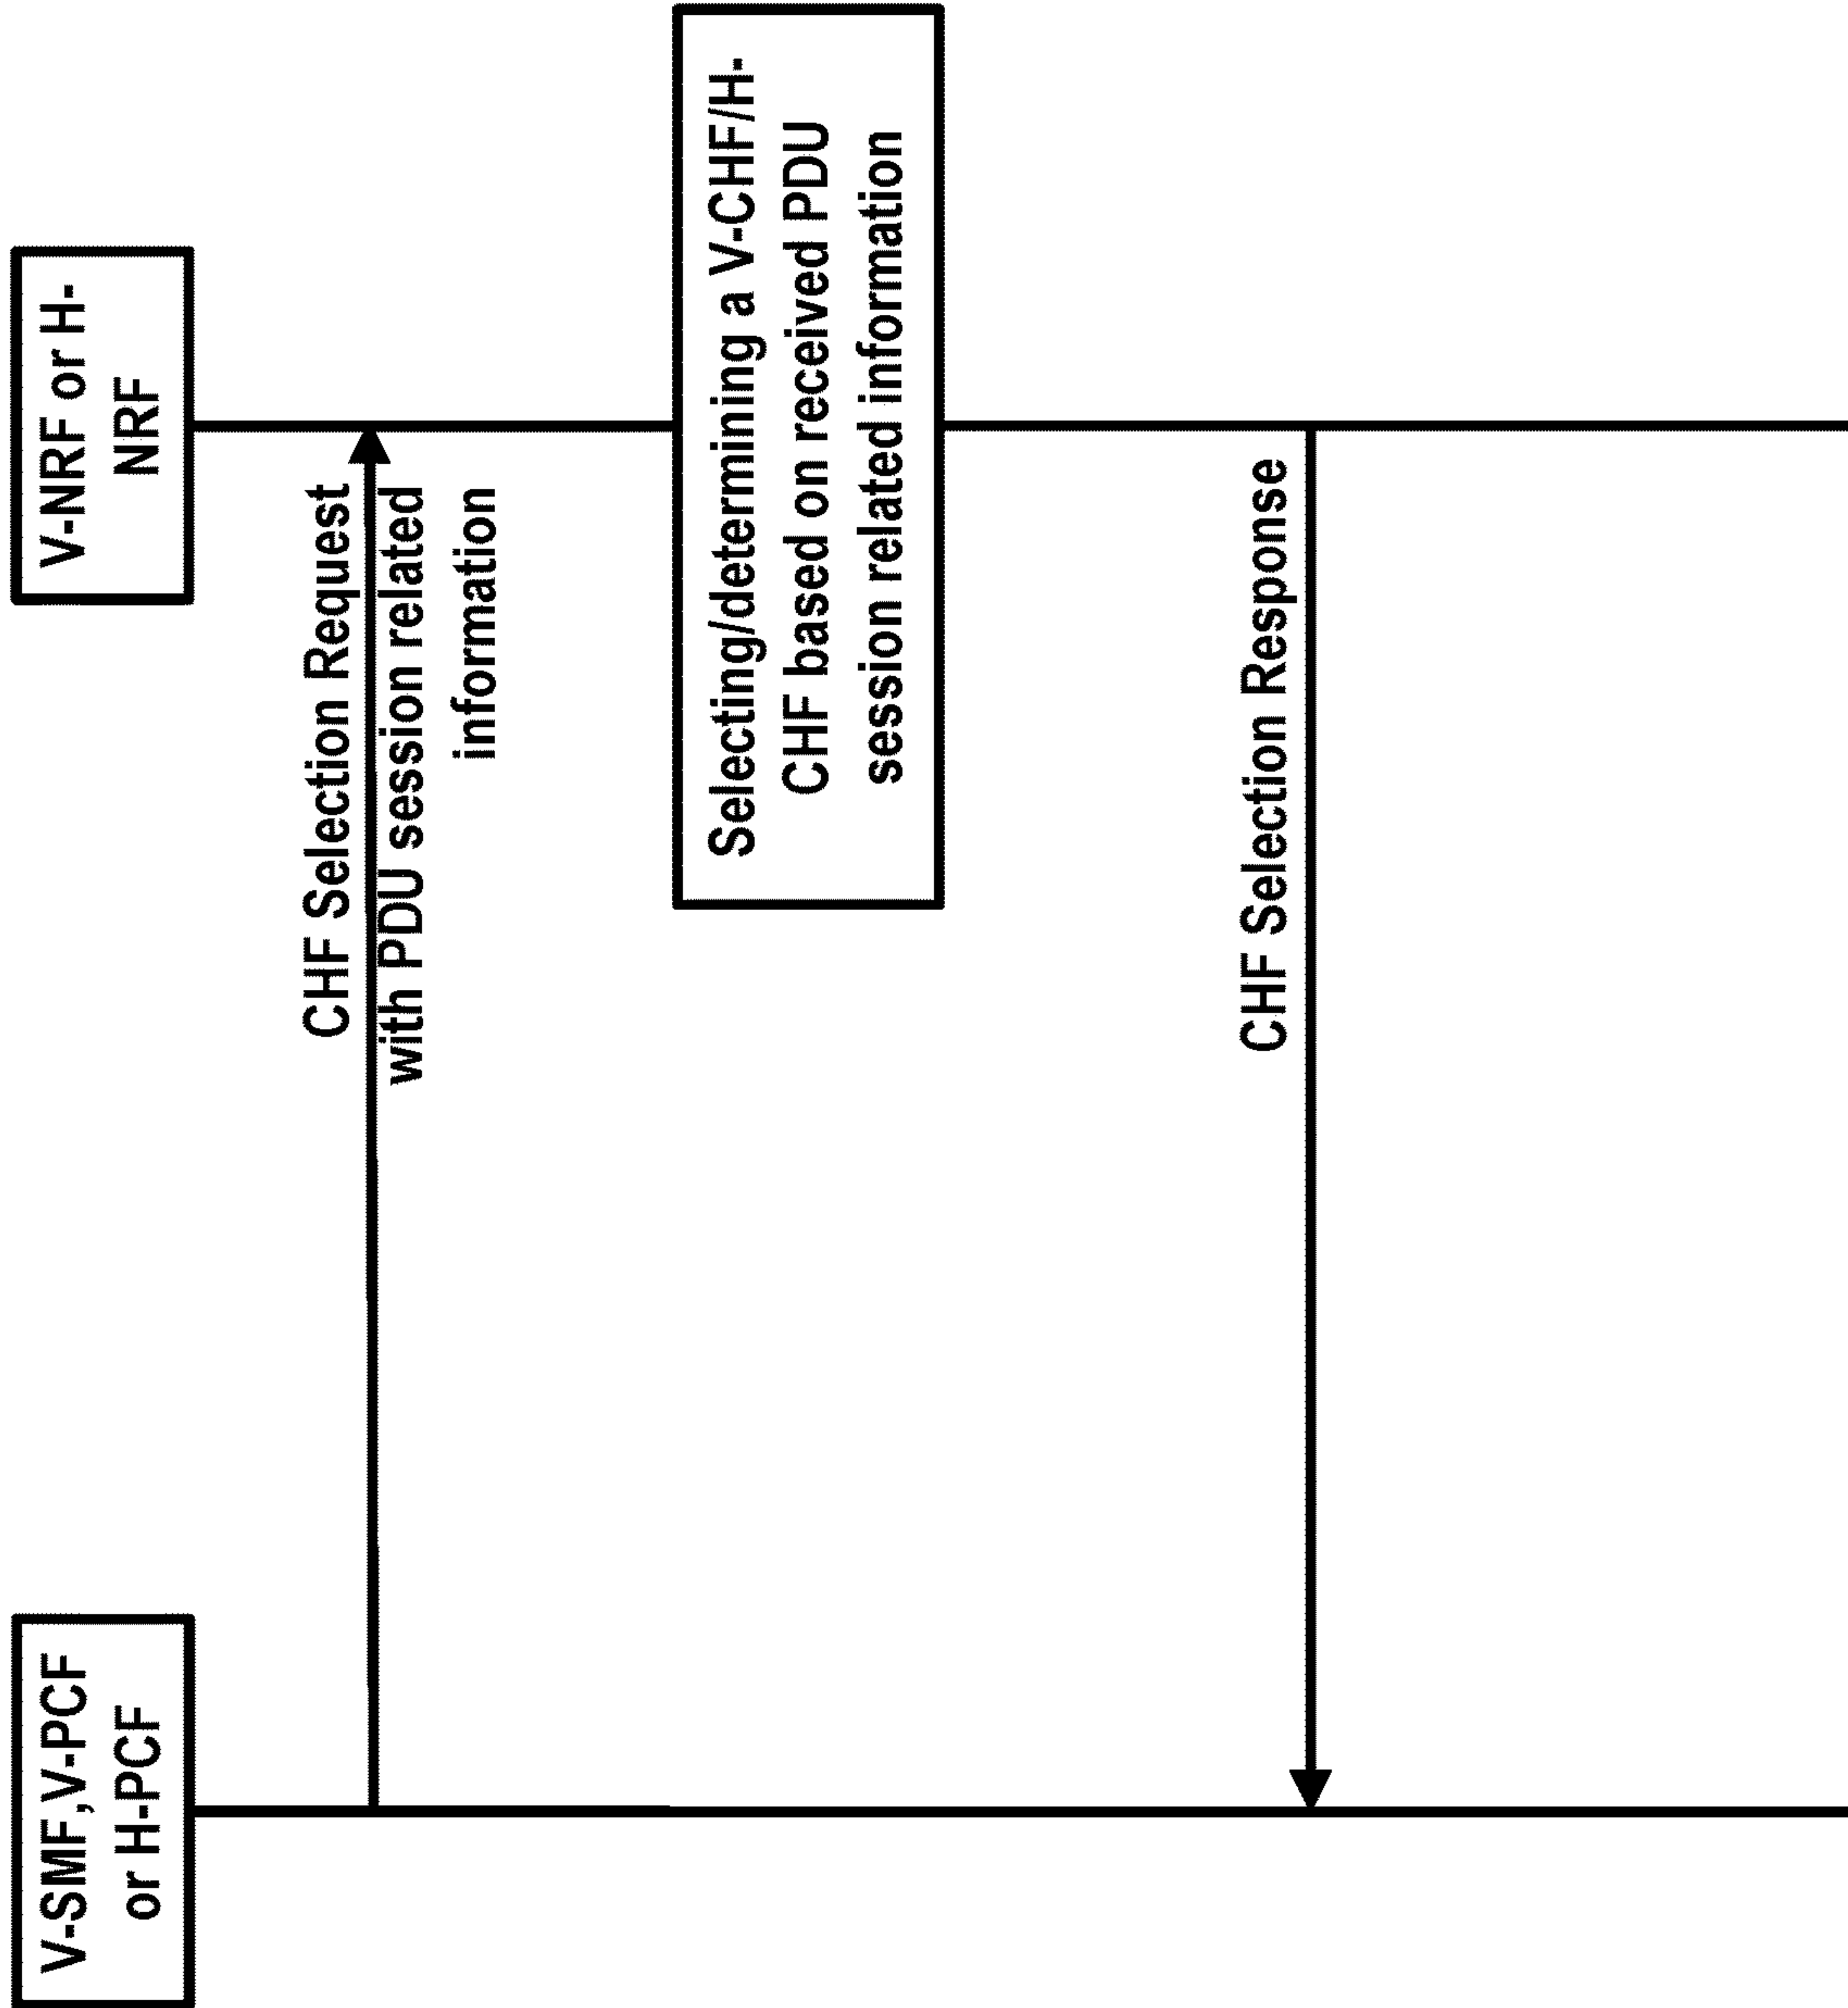 V-SMF,V-PCF
or H-PCF
V-NRF or H-
NRF
CHF Selection Request
with PDU session related
information
Selecting/determining a V-CHF/H-
CHF based on received PDU
session related information
CHF Selection Response